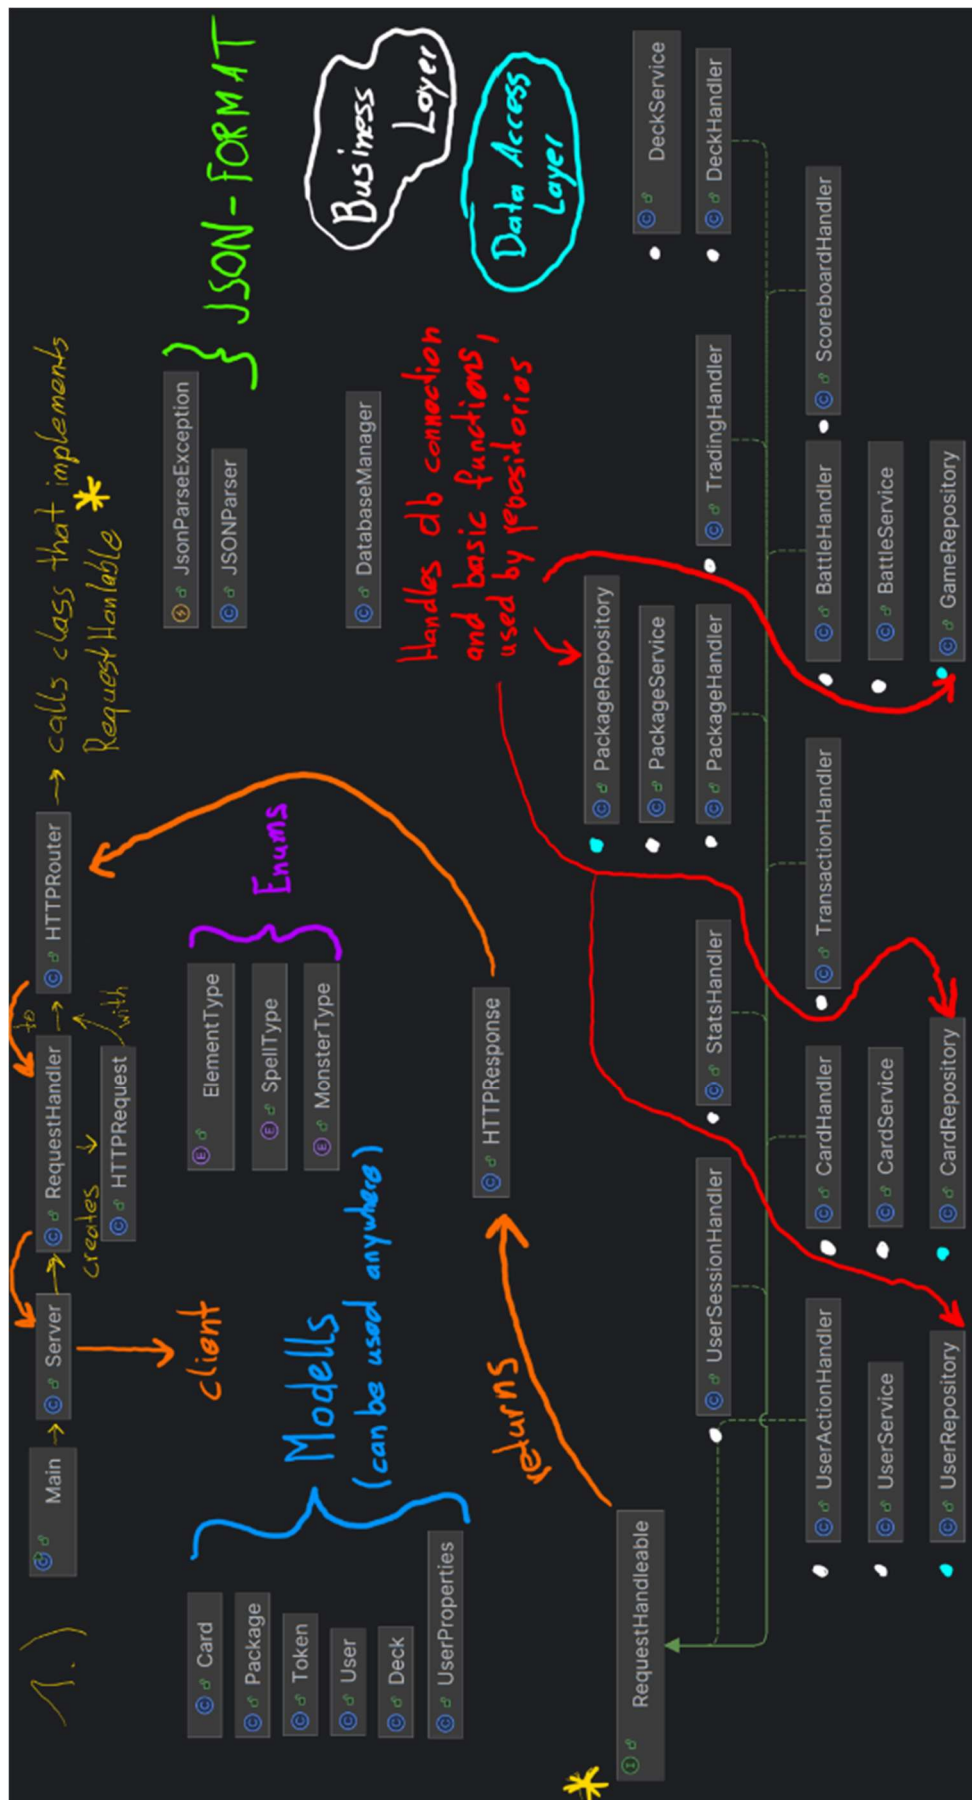 1.)
Main
Server
RequestHandler
HTTPRouter
→ calls class that implements
RequestHanlable *
to
creates
HTTPRequest
with
client
Card
Package
Token
User
Deck
UserProperties
Modells
(can be used anywhere)
ElementType
SpellType
MonsterType
Enums
JsonParseException
JSONParser
JSON-FORMAT
DatabaseManager
Business
Layer
Handles db connection
and basic functions,
used by repositories
Data Access
Layer
HTTPResponse
returns
RequestHandleable
*
PackageRepository
PackageService
PackageHandler
DeckService
DeckHandler
UserSessionHandler
StatsHandler
TradingHandler
UserActionHandler
UserService
UserRepository
CardHandler
CardService
CardRepository
TransactionHandler
BattleHandler
BattleService
GameRepository
ScoreboardHandler